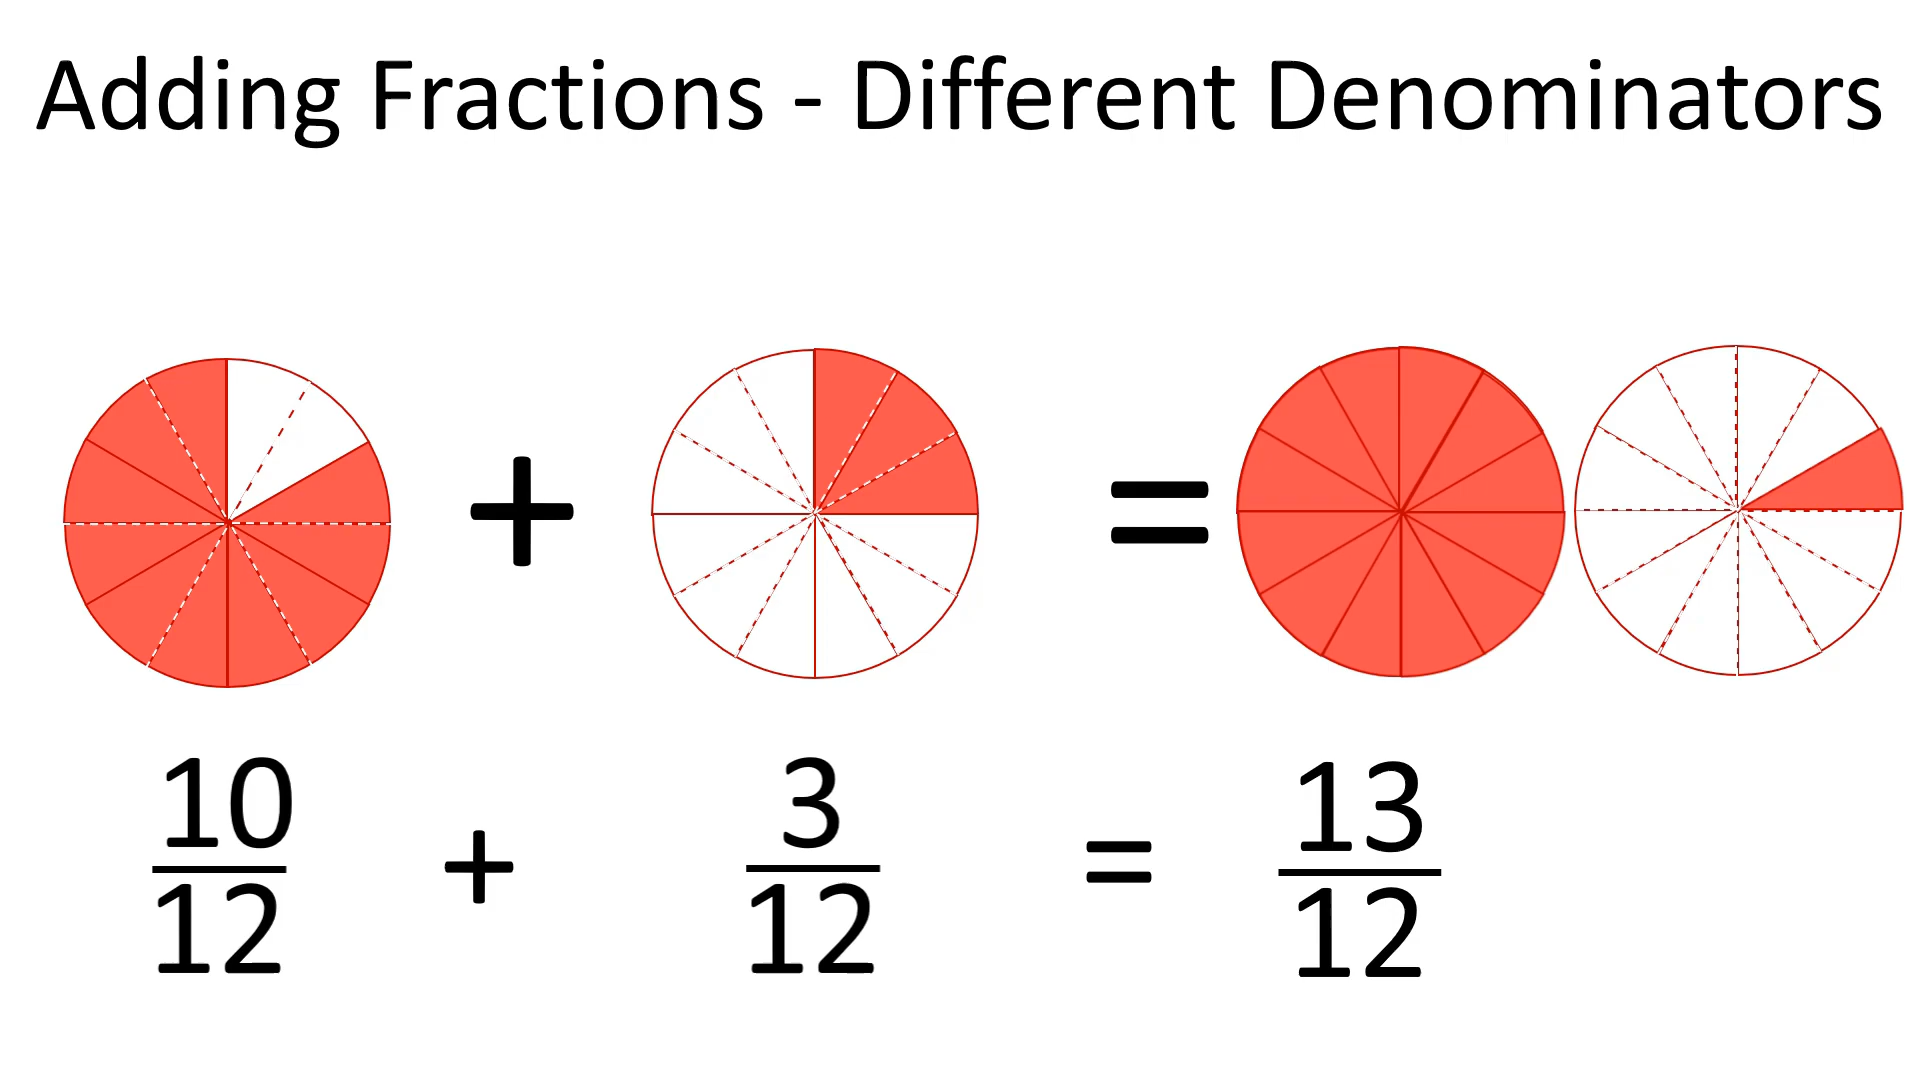 Adding Fractions - Different Denominators
+ =
10 3 13
+ =
12 12 12